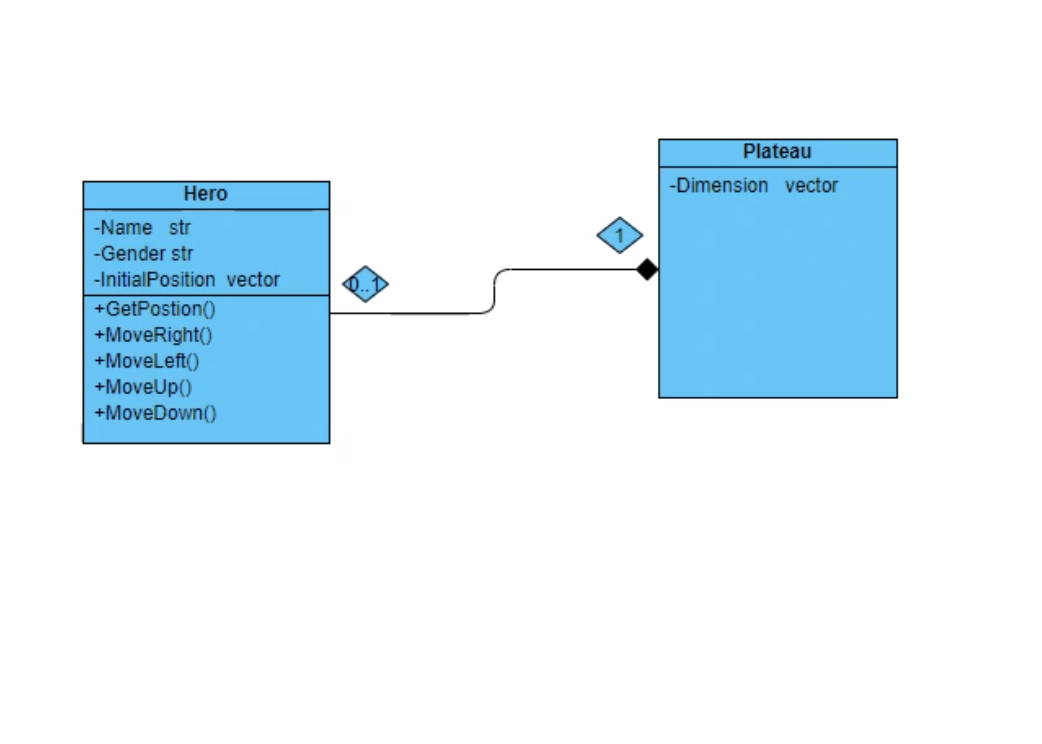 Hero
-Name str
-Gender str
-InitialPosition vector
+GetPostion()
+MoveRight()
+MoveLeft()
+MoveUp()
+MoveDown()
0..1
1
Plateau
-Dimension vector